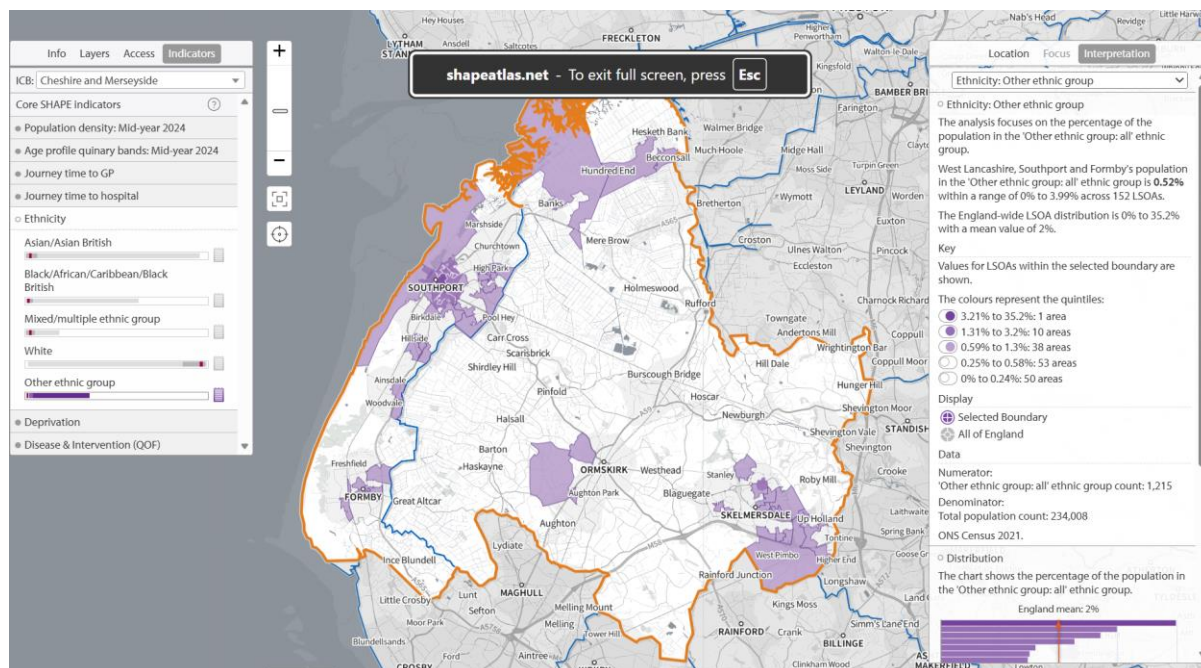 Info Layers Access Indicators
ICB: Cheshire and Merseyside
Core SHAPE indicators ?
Population density: Mid-year 2024
Age profile quinary bands: Mid-year 2024
Journey time to GP
Journey time to hospital
Ethnicity
Asian/Asian British
Black/African/Caribbean/Black
British
Mixed/multiple ethnic group
White
Other ethnic group
Deprivation
Disease & Intervention (QOF)
+
−
shapeatlas.net - To exit full screen, press Esc
Hey Houses
LYTHAM
Ansdell
Saltcotes
FRECKLETON
Higher
Penwortham
Walton-le-Dale
Kingsfold
Nab's Head
Revidge
Little Harw
BAMBER BRI
Hesketh Bank
Walmer Bridge
Becconsall
Much Hoole
Midge Hall
Clayto
Hundred End
Moss Side
Turpin Green
LEYLAND
Worden
Wymott
Bretherton
Banks
Marshside
Croston
Ulnes Walton
Euxton
Churchtown
Mere Brow
A565
Eccleston
Pincock
High Park
SOUTHPORT
Holmeswood
Charnock Richard
Birkdale
Pool Hey
Rufford
Towngate
Hillside
Carr Cross
Andertons Mill
Coppull
Scarisbrick
Wrightington Bar
Hill Dale
Coppull Moor
Shirdley Hill
Burscough Bridge
Ainsdale
Hunger Hill
Pinfold
Hoscar
Woodvale
A59
Shevington Moor
Halsall
Newburgh
Shevington Vale
STANDISH
Barton
Shevington
Freshfield
Haskayne
ORMSKIRK
Westhead
Stanley
Crooke
FORMBY
Great Altcar
Aughton Park
Blaguegate
Roby Mill
SKELMERSDALE
Up Holland
Laithwaite
Aughton
Tontine
Spring Bank
Lydiate
M58
West Pimbo
Higher End
Goose Gr
Ince Blundell
Rainford Junction
Longshaw
Little Crosby
Lunt
MAGHULL
Kings Moss
Sefton
Melling Mount
Moor Park
A5758
Melling
RAINFORD
Crank
Simm's Lane End
Blundellsands
Tower Hill
A570
BILLINGE
Ford
Aintree
CROSBY
Clinkham Wood
MAKERFIELD
Lowton
Location Focus Interpretation
Ethnicity: Other ethnic group
Ethnicity: Other ethnic group
The analysis focuses on the percentage of the
population in the 'Other ethnic group: all' ethnic
group.
West Lancashire, Southport and Formby's population
in the 'Other ethnic group: all' ethnic group is 0.52%
within a range of 0% to 3.99% across 152 LSOAs.
The England-wide LSOA distribution is 0% to 35.2%
with a mean value of 2%.
Key
Values for LSOAs within the selected boundary are
shown.
The colours represent the quintiles:
3.21% to 35.2%: 1 area
1.31% to 3.2%: 10 areas
0.59% to 1.3%: 38 areas
0.25% to 0.58%: 53 areas
0% to 0.24%: 50 areas
Display
Selected Boundary
All of England
Data
Numerator:
'Other ethnic group: all' ethnic group count: 1,215
Denominator:
Total population count: 234,008
ONS Census 2021.
Distribution
The chart shows the percentage of the population in
the 'Other ethnic group: all' ethnic group.
England mean: 2%